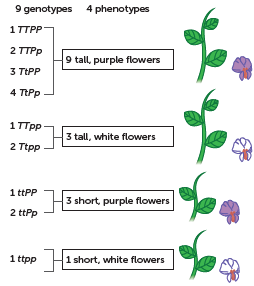 9 genotypes 4 phenotypes
1 TTPP
2 TTPp
3 TtPP
4 TtPp
9 tall, purple flowers
1 TTpp
2 Ttpp
3 tall, white flowers
1 ttPP
2 ttPp
3 short, purple flowers
1 ttpp
1 short, white flowers